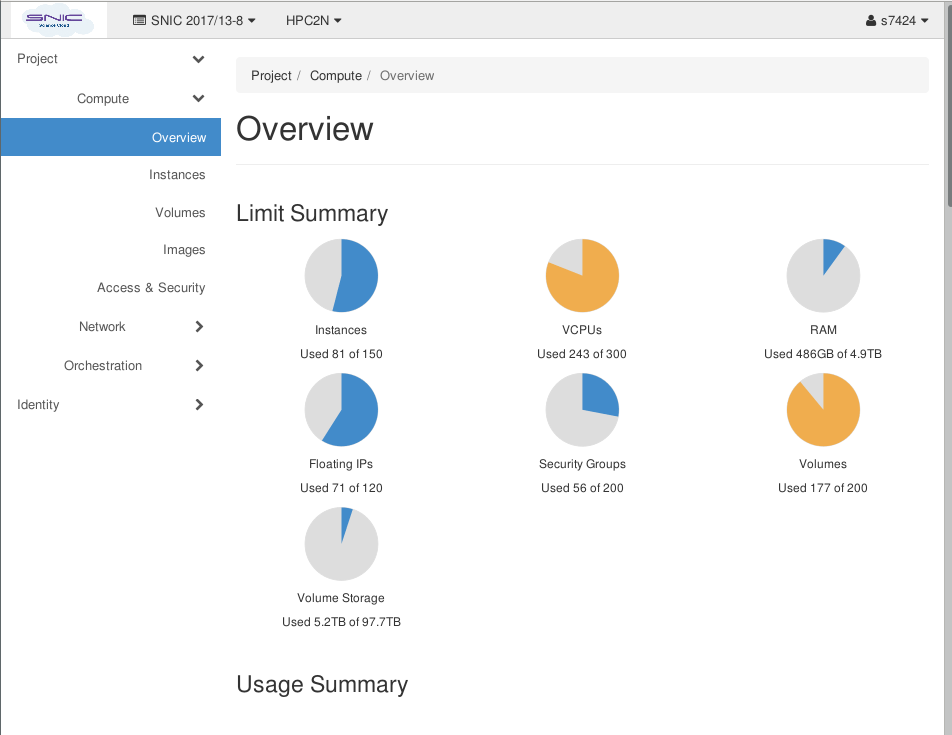 SNIC
Science Cloud
SNIC 2017/13-8
HPC2N
s7424
Project
Compute
Overview
Instances
Volumes
Images
Access & Security
Network
Orchestration
Identity
Project / Compute / Overview
Overview
Limit Summary
Instances
Used 81 of 150
VCPUs
Used 243 of 300
RAM
Used 486GB of 4.9TB
Floating IPs
Used 71 of 120
Security Groups
Used 56 of 200
Volumes
Used 177 of 200
Volume Storage
Used 5.2TB of 97.7TB
Usage Summary